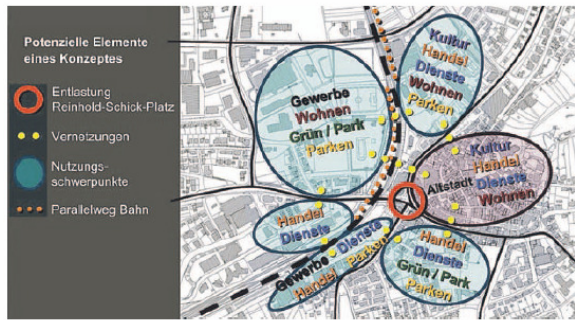 Potenzielle Elemente
eines Konzeptes
Entlastung
Reinhold-Schick-Platz
Vernetzungen
Nutzungs-
schwerpunkte
Parallelweg Bahn
Gewerbe
Wohnen
Grün / Park
Parken
Kultur
Handel
Dienste
Wohnen
Parken
Altstadt
Kultur
Handel
Dienste
Wohnen
Handel
Dienste
Gewerbe Dienste
Handel Parken
Handel
Dienste
Grün / Park
Parken